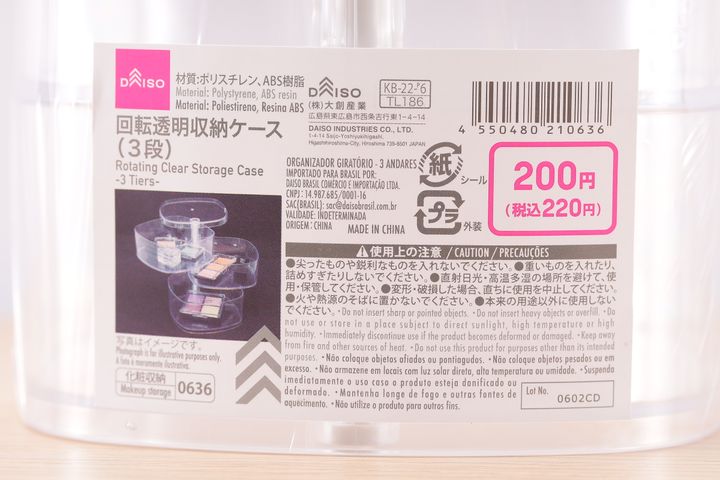 DAISO
材質:ポリスチレン、ABS樹脂
Material: Polystyrene, ABS resin
Material: Poliestireno, Resina ABS
回転透明収納ケース
(3段)
Rotating Clear Storage Case
-3 Tiers-
写真はイメージです。
Photograph is for illustrative purposes only.
A foto é meramente ilustrativa.
化粧収納
Makeup storage
0636
DAISO
(株)大創産業
広島県東広島市西条吉行東1-4-14
DAISO INDUSTRIES CO., LTD.
1-4-14 Saijo-Yoshiyukihigashi,
Higashihiroshima-City, Hiroshima 739-8501 JAPAN
KB-22-
TL186
4 550480 210636
ORGANIZADOR GIRATÓRIO - 3 ANDARES
IMPORTADO PARA BRASIL POR:
DAISO BRASIL COMÉRCIO E IMPORTAÇÃO LTDA.
CNPJ: 14.987.685/0001-16
SAC(BRASIL): sac@daisobrasil.com.br
VALIDADE: INDETERMINADA
ORIGEM: CHINA
MADE IN CHINA
紙
シール
プラ
外装
200円
(税込220円)
使用上の注意 / CAUTION / PRECAUÇÕES
●尖ったものや鋭利なものを入れないでください。●重いものを入れたり、
詰めすぎたりしないでください。●直射日光・高温多湿の場所を避けて、使
用・保管してください。●変形・破損した場合、直ちに使用を中止してください。
●火や熱源のそばに置かないでください。●本来の用途以外に使用しない
でください。・Do not insert sharp or pointed objects. ・Do not insert heavy objects or overfill. ・Do
not use or store in a place subject to direct sunlight, high temperature or high
humidity. ・Immediately discontinue use if the product becomes deformed or damaged. ・Keep away
from fire and other sources of heat. ・Do not use this product for purposes other than its intended
purposes. ・Não coloque objetos afiados ou pontiagudos. ・Não coloque objetos pesados ou em
excesso. ・Não armazene em locais com luz solar direta, alta temperatura ou umidade. ・Suspenda
imediatamente o uso caso o produto esteja danificado ou
deformado. ・Mantenha longe de fogo e outras fontes de
aquecimento. ・Não utilize o produto para outros fins.
Lot No.
0602CD